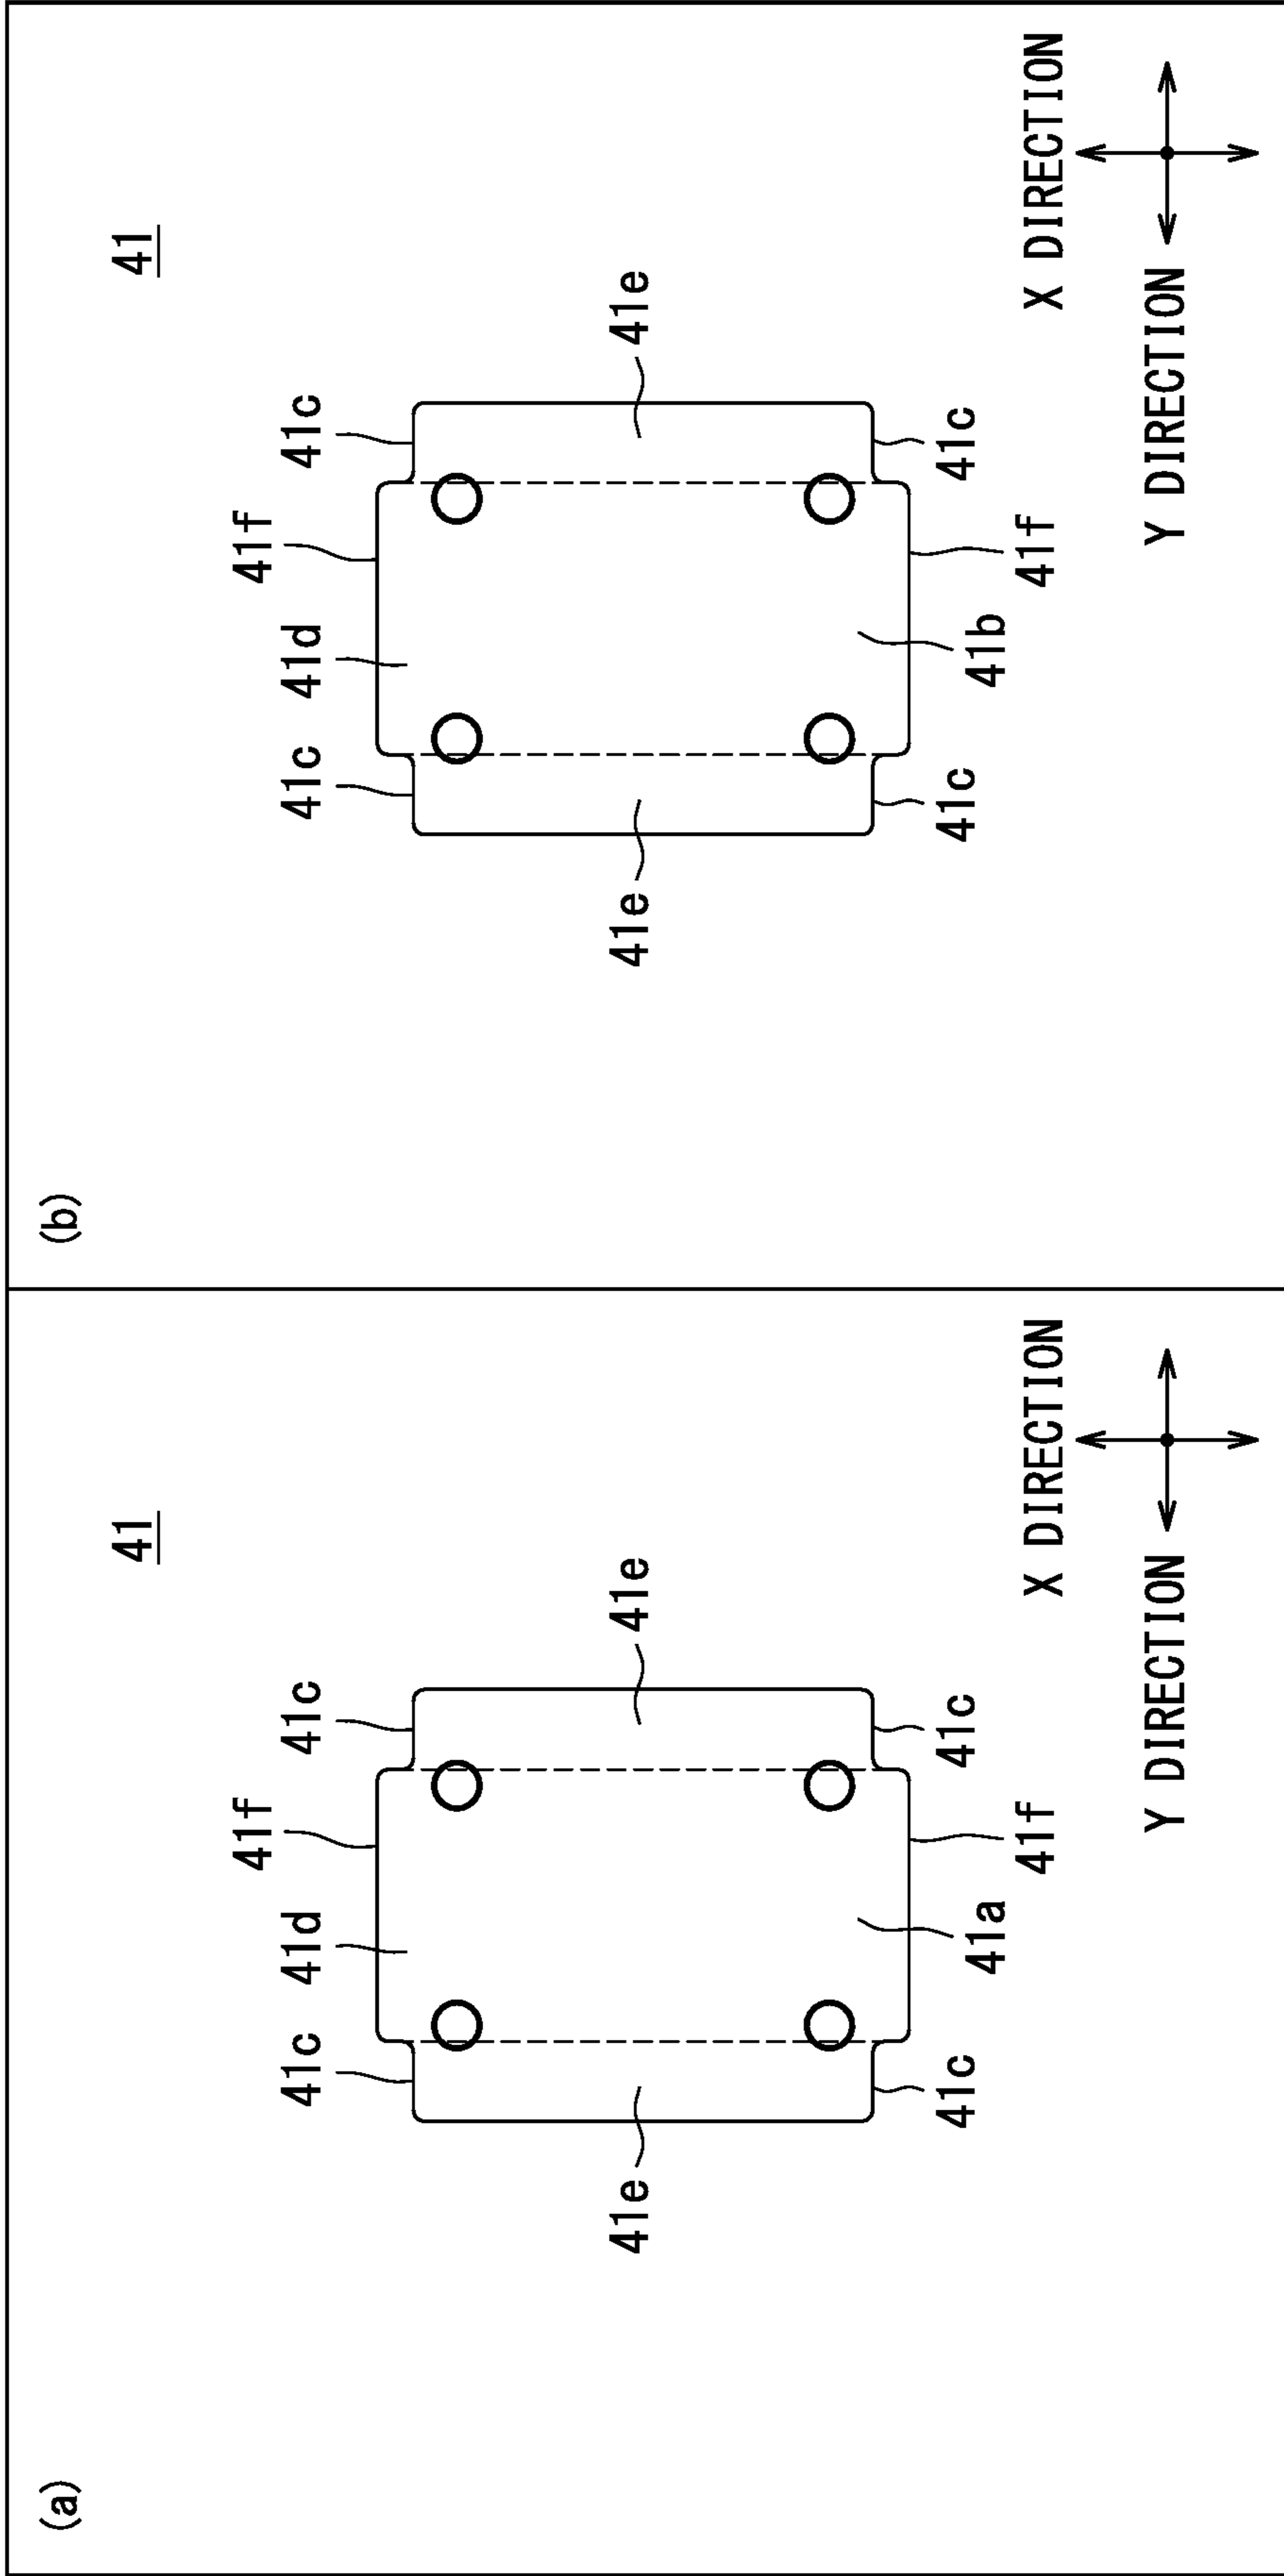 (a)
41
41f
41c 41d 41c
41e 41e
41c 41c
41a
41f
X DIRECTION
Y DIRECTION
(b)
41
41f
41c 41d 41c
41e 41e
41c 41c
41b
41f
X DIRECTION
Y DIRECTION